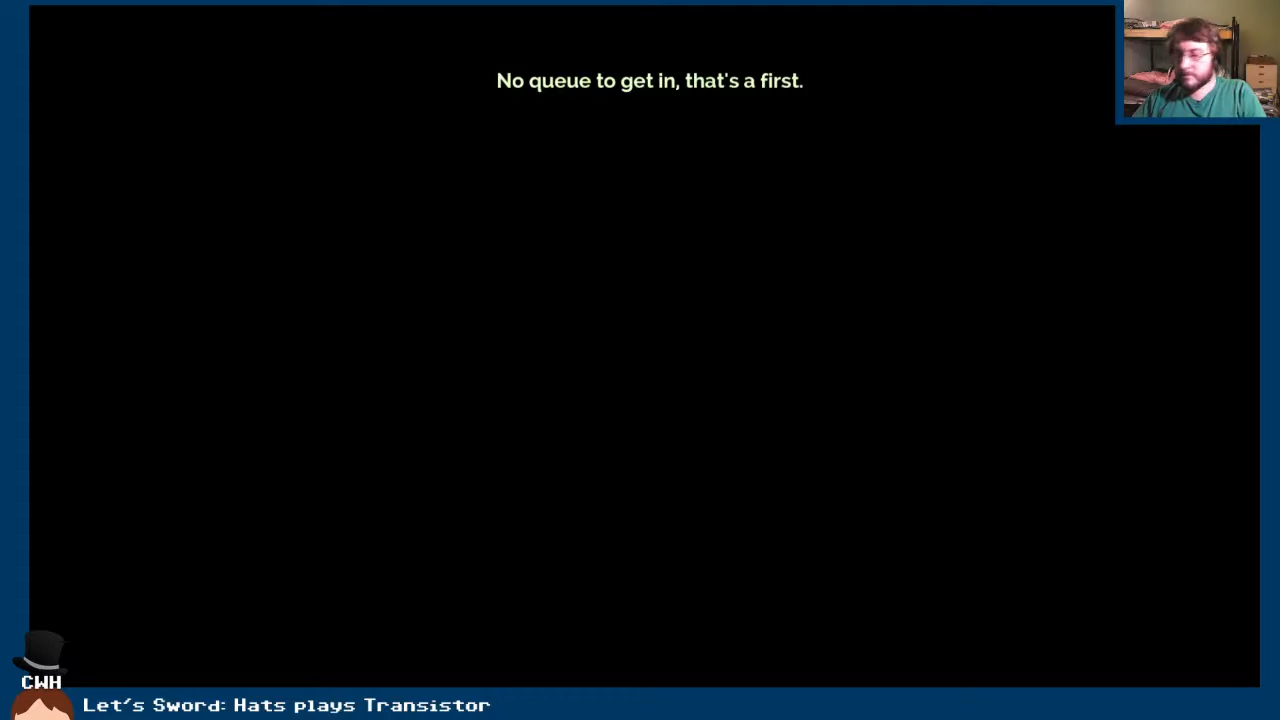 No queue to get in, that's a first.
CWH
Let's Sword: Hats plays Transistor